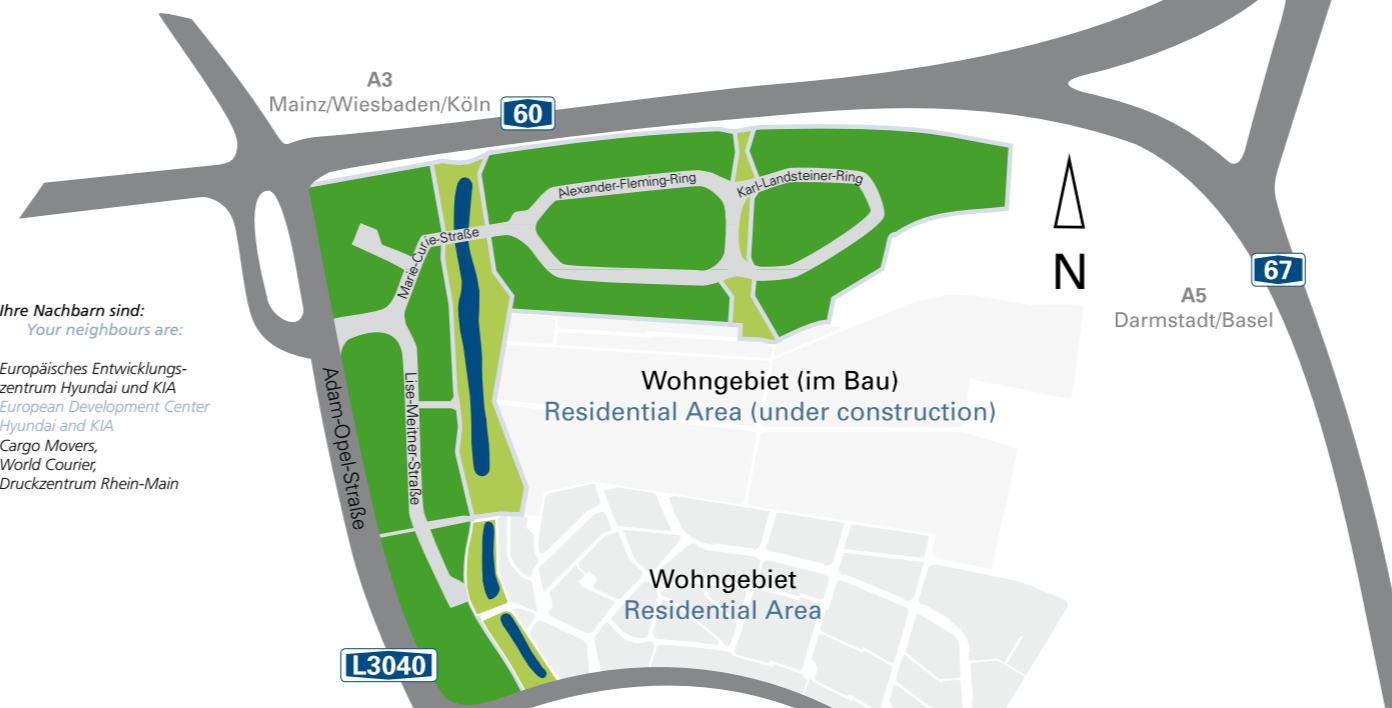 A3
Mainz/Wiesbaden/Köln
60
Alexander-Fleming-Ring
Karl-Landsteiner-Ring
Marie-Curie-Straße
N
67
A5
Darmstadt/Basel
Ihre Nachbarn sind:
Your neighbours are:
Europäisches Entwicklungs-
zentrum Hyundai und KIA
European Development Center
Hyundai and KIA
Cargo Movers,
World Courier,
Druckzentrum Rhein-Main
Adam-Opel-Straße
Lise-Meitner-Straße
Wohngebiet (im Bau)
Residential Area (under construction)
Wohngebiet
Residential Area
L3040